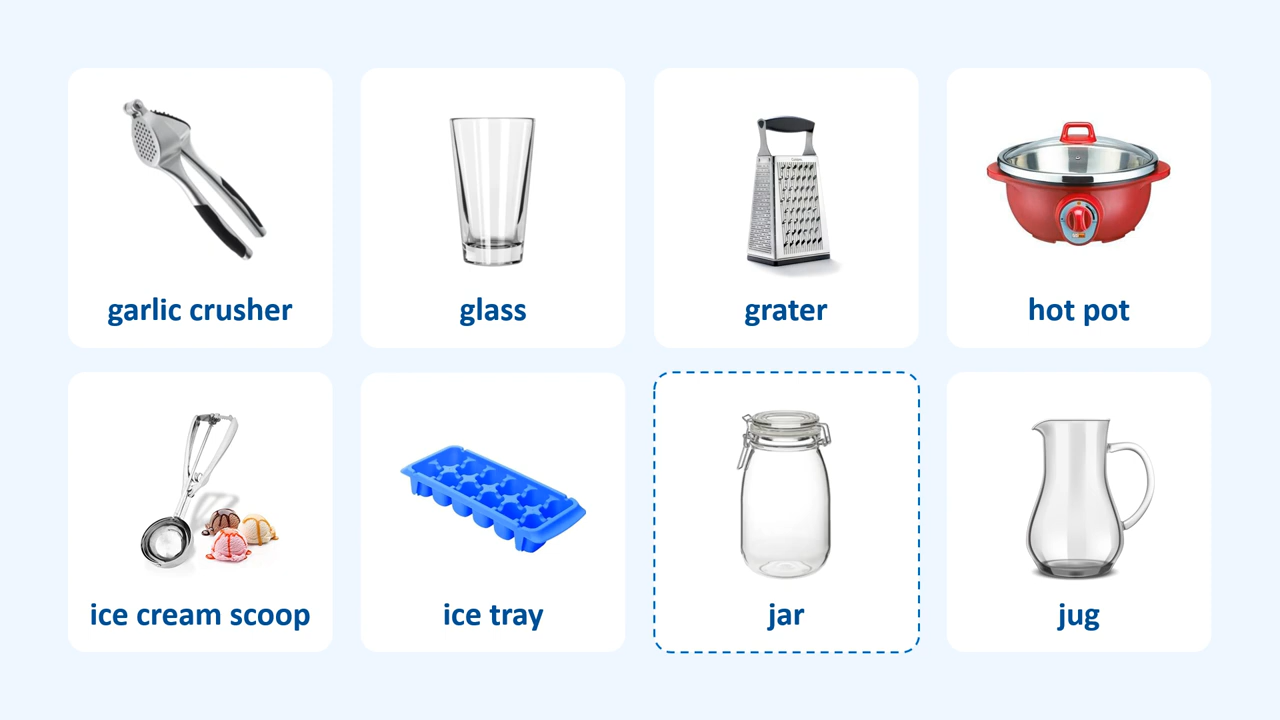 garlic crusher
glass
grater
hot pot
ice cream scoop
ice tray
jar
jug